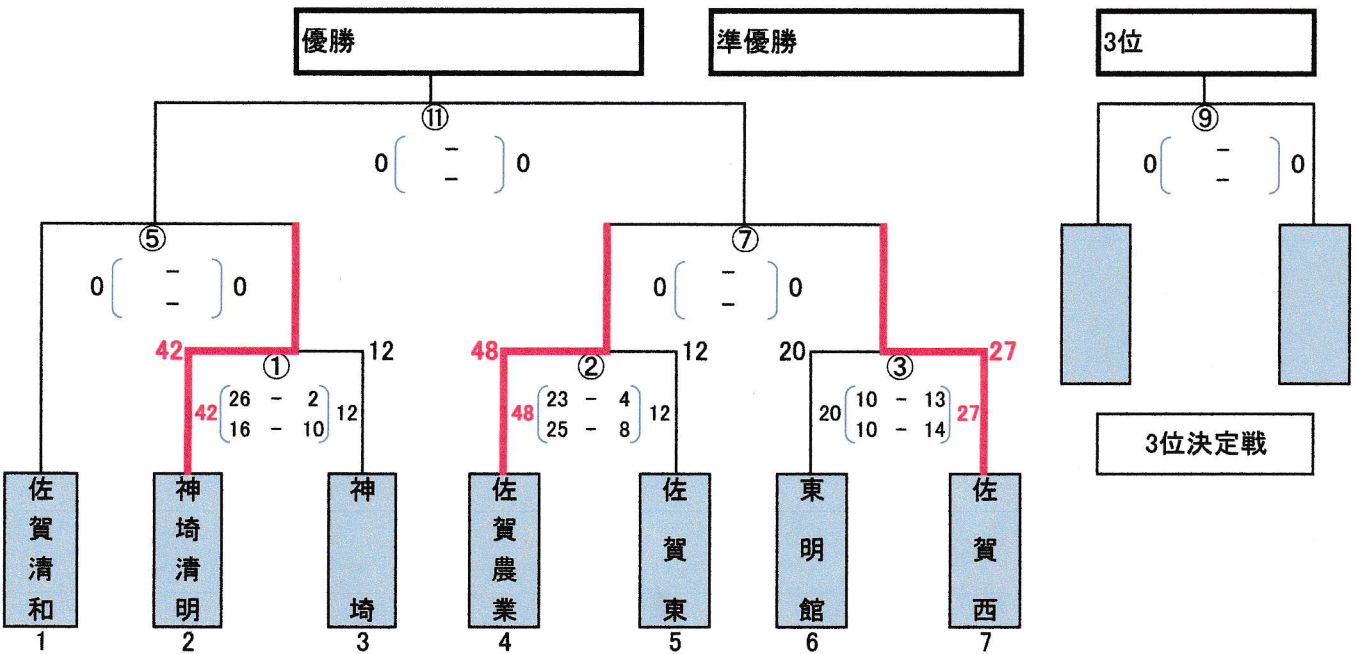 優勝
準優勝
3位
⑪
⑨
0 - 0
-
0 - 0
-
⑤
⑦
0 - 0
-
0 - 0
-
42 ① 12
48 ② 12
20 ③ 27
42 26 - 2 12
16 - 10
48 23 - 4 12
25 - 8
20 10 - 13 27
10 - 14
3位決定戦
佐賀清和
神埼清明
神埼
佐賀農業
佐賀東
東明館
佐賀西
1 2 3 4 5 6 7